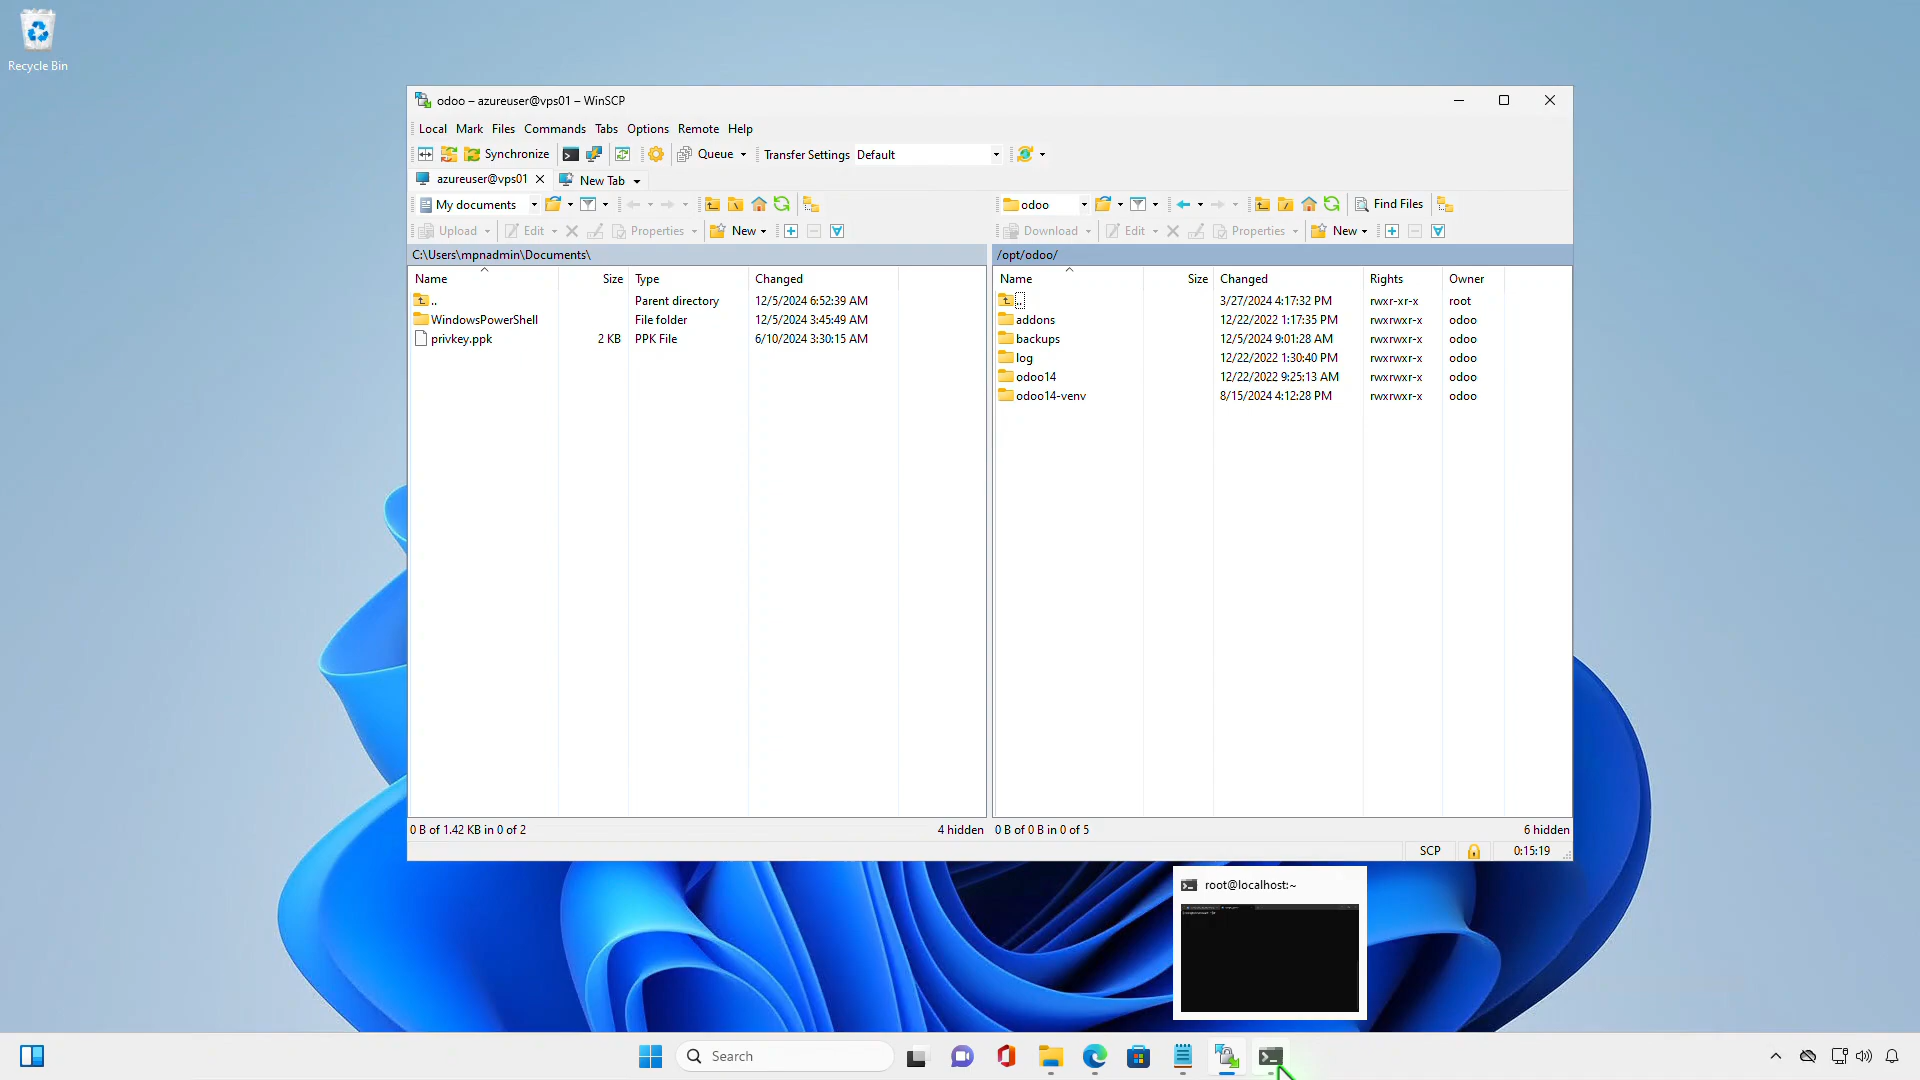 Recycle Bin
odoo – azureuser@vps01 – WinSCP
Local Mark Files Commands Tabs Options Remote Help
Synchronize Queue Transfer Settings Default
azureuser@vps01 New Tab
My documents
odoo Find Files
Upload Edit Properties New
Download Edit Properties New
C:\Users\mpnadmin\Documents\
/opt/odoo/
Name Size Type Changed
.. Parent directory 12/5/2024 6:52:39 AM
WindowsPowerShell File folder 12/5/2024 3:45:49 AM
privkey.ppk 2 KB PPK File 6/10/2024 3:30:15 AM
Name Size Changed Rights Owner
.. 3/27/2024 4:17:32 PM rwxr-xr-x root
addons 12/22/2022 1:17:35 PM rwxrwxr-x odoo
backups 12/5/2024 9:01:28 AM rwxrwxr-x odoo
log 12/22/2022 1:30:40 PM rwxrwxr-x odoo
odoo14 12/22/2022 9:25:13 AM rwxrwxr-x odoo
odoo14-venv 8/15/2024 4:12:28 PM rwxrwxr-x odoo
0 B of 1.42 KB in 0 of 2 4 hidden
0 B of 0 B in 0 of 5 6 hidden
SCP 0:15:19
root@localhost:~
Search